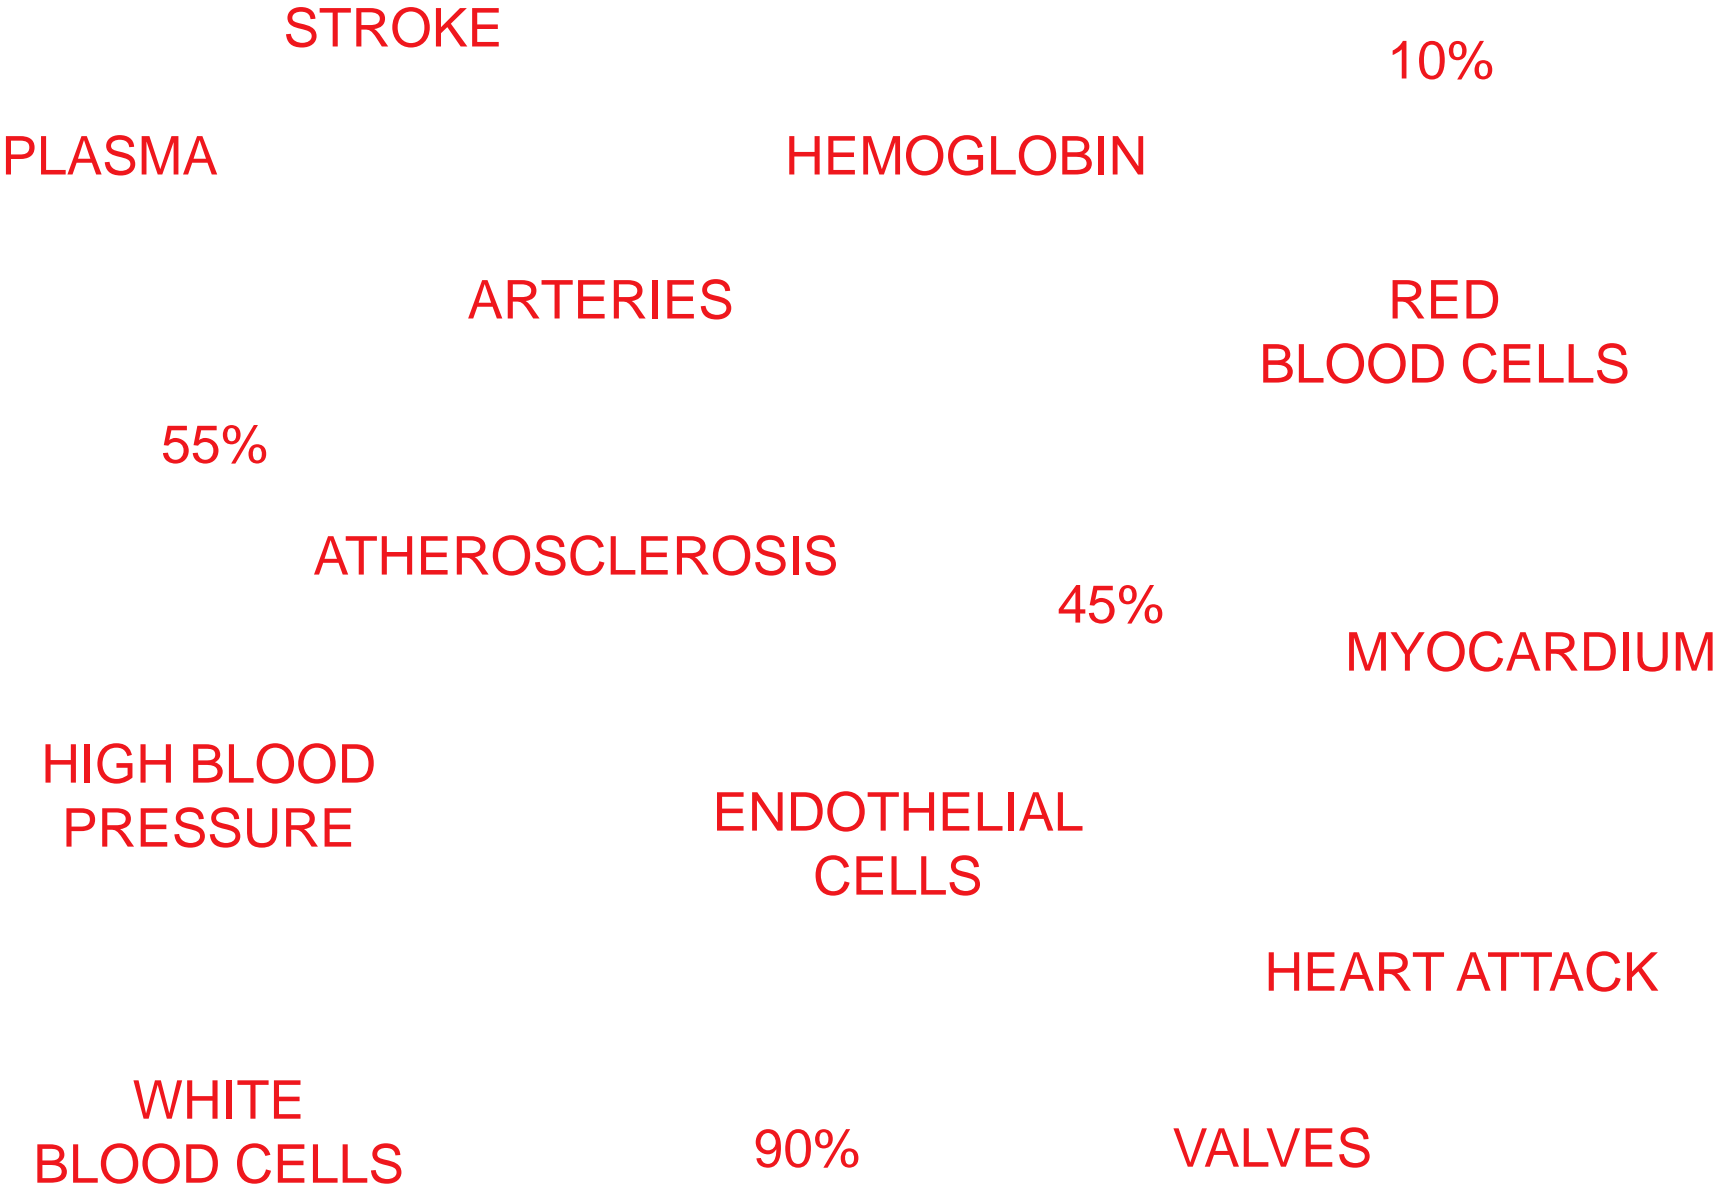 STROKE
10%
PLASMA
HEMOGLOBIN
ARTERIES
RED
BLOOD CELLS
55%
ATHEROSCLEROSIS
45%
MYOCARDIUM
HIGH BLOOD
PRESSURE
ENDOTHELIAL
CELLS
HEART ATTACK
WHITE
BLOOD CELLS
90%
VALVES